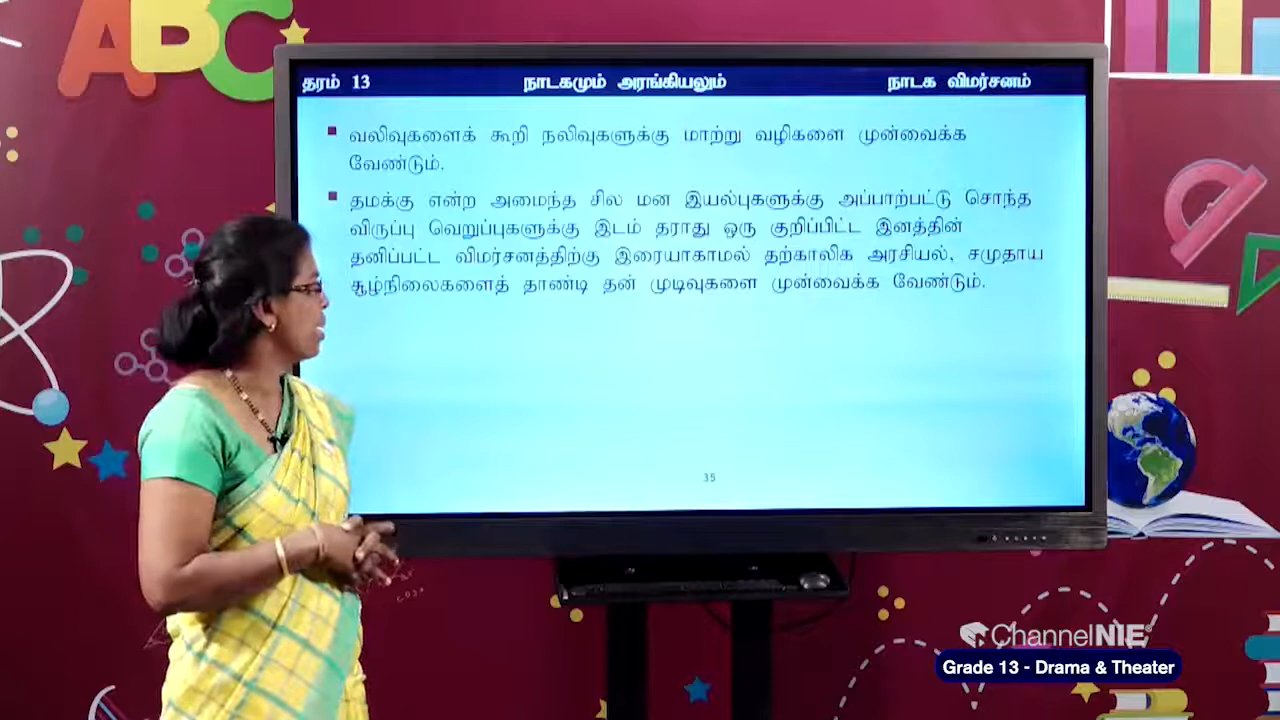 ABC
தரம் 13 நாடகமும் அரங்கியலும் நாடக விமர்சனம்
வலிவுகளைக் கூறி நலிவுகளுக்கு மாற்று வழிகளை முன்வைக்க
வேண்டும்.
தமக்கு என்ற அமைந்த சில மன இயல்புகளுக்கு அப்பாற்பட்டு சொந்த
விருப்பு வெறுப்புகளுக்கு இடம் தராது ஒரு குறிப்பிட்ட இனத்தின்
தனிப்பட்ட விமர்சனத்திற்கு இரையாகாமல் தற்காலிக அரசியல், சமுதாய
சூழ்நிலைகளைத் தாண்டி தன் முடிவுகளை முன்வைக்க வேண்டும்.
35
ChannelNIE
Grade 13 - Drama & Theater